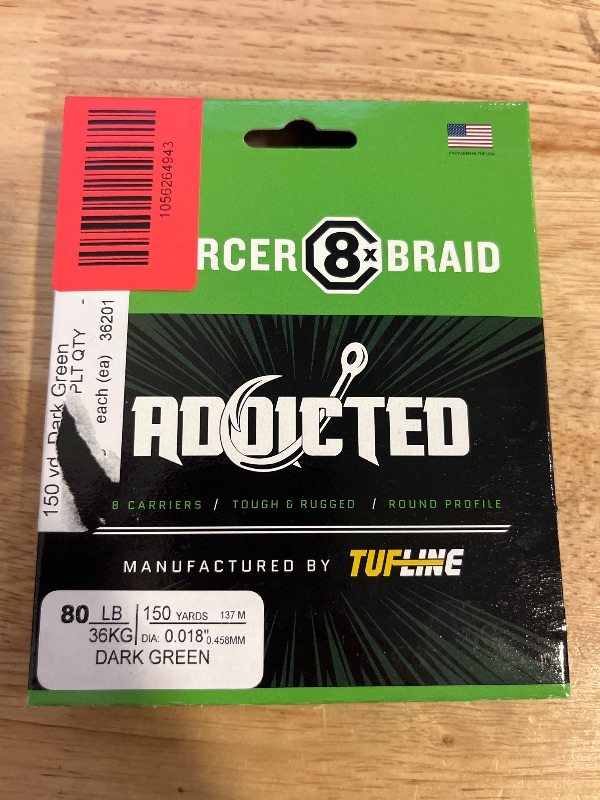 1056264943
RCER 8x BRAID
150 yd Dark Green
PLT QTY -
each (ea) 36201
ADDICTED
8 CARRIERS / TOUGH & RUGGED / ROUND PROFILE
MANUFACTURED BY TUFLINE
80 LB 150 YARDS 137 M
36KG DIA: 0.018" 0.458MM
DARK GREEN